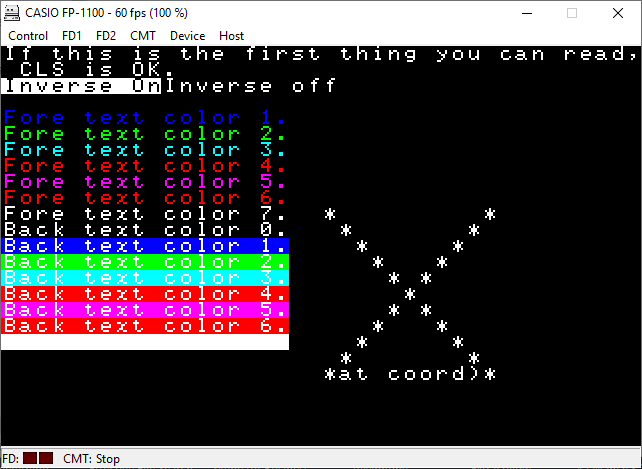 CASIO FP-1100 - 60 fps (100 %)
Control FD1 FD2 CMT Device Host
If this is the first thing you can read,
CLS is OK.
Inverse OnInverse off
Fore text color 1.
Fore text color 2.
Fore text color 3.
Fore text color 4.
Fore text color 5.
Fore text color 6.
Fore text color 7. * *
Back text color 0. * *
Back text color 1. * *
Back text color 2. * *
Back text color 3. * *
Back text color 4. *
Back text color 5. * *
Back text color 6. * *
* *
* *
*at coord)*
FD: CMT: Stop